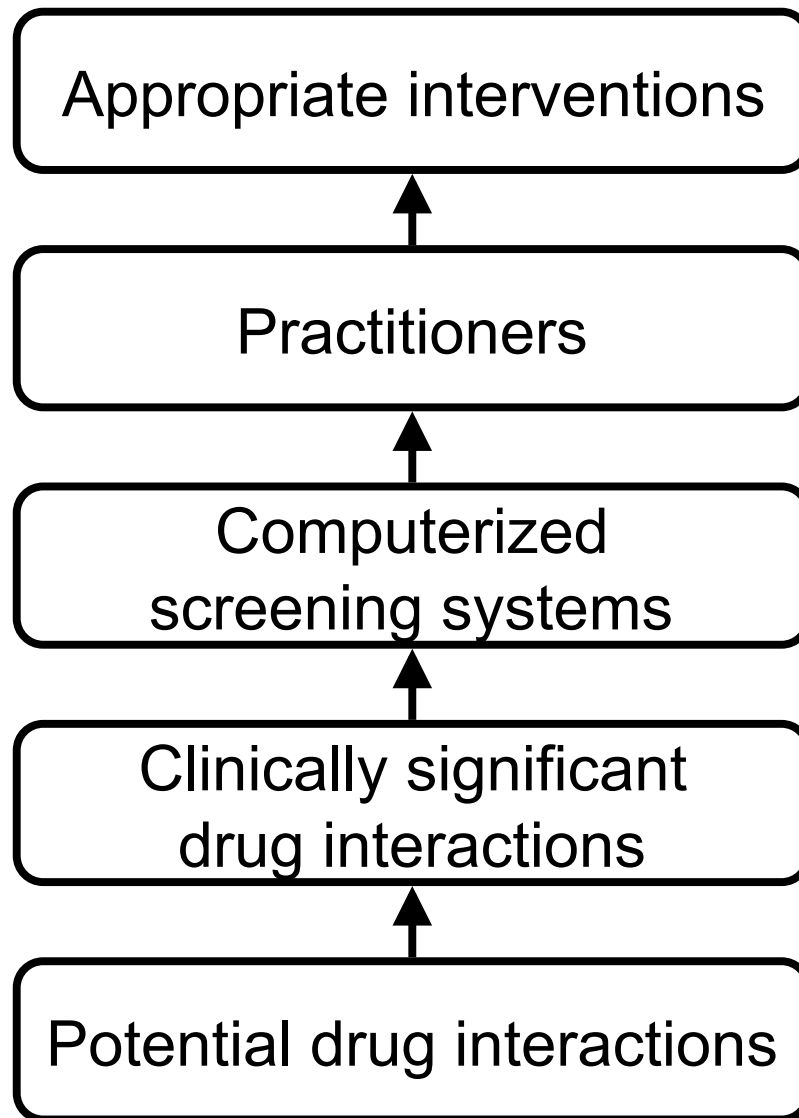 Appropriate interventions
Practitioners
Computerized
screening systems
Clinically significant
drug interactions
Potential drug interactions